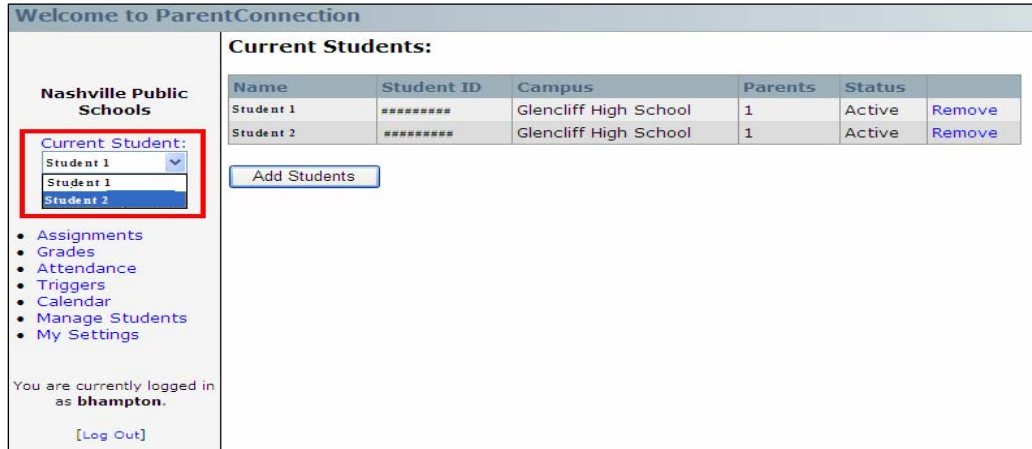 Welcome to ParentConnection
Nashville Public
Schools
Current Student:
Student 1
Student 1
Student 2
Assignments
Grades
Attendance
Triggers
Calendar
Manage Students
My Settings
You are currently logged in
as bhampton.
[Log Out]
Current Students:
Name Student ID Campus Parents Status
Student 1 ######### Glencliff High School 1 Active Remove
Student 2 ######### Glencliff High School 1 Active Remove
Add Students